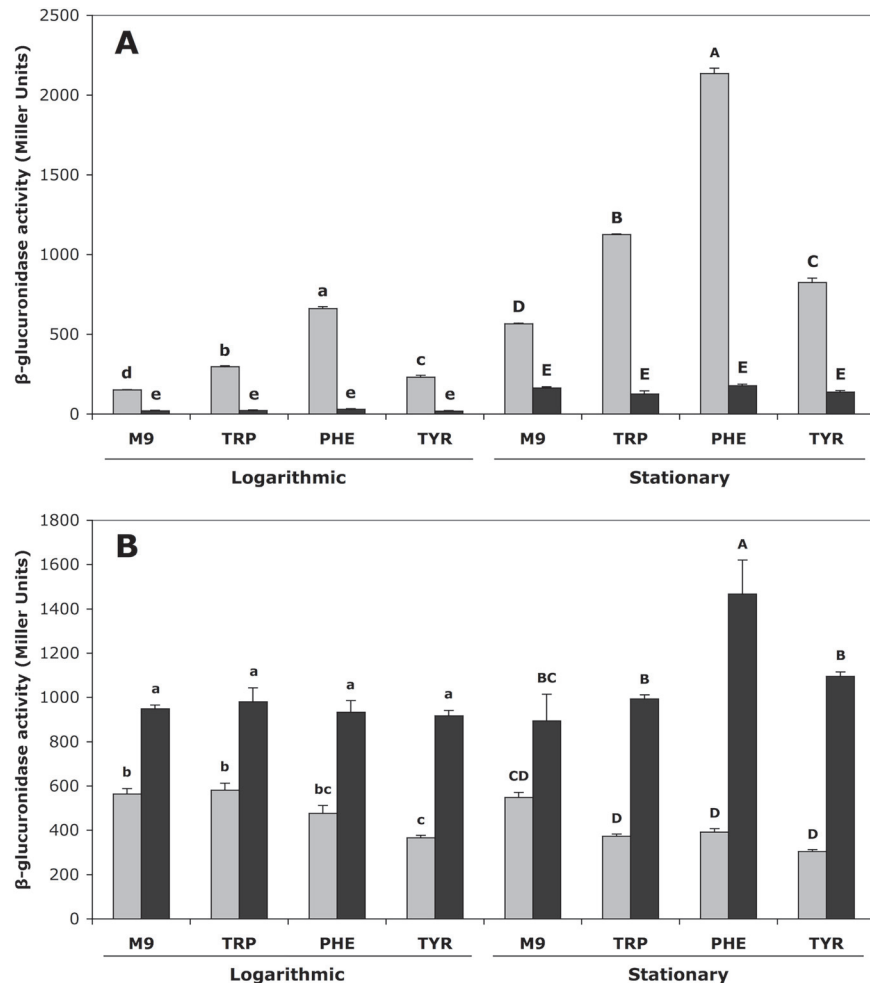 A
β-glucuronidase activity (Miller Units)
2500
2000
1500
1000
500
0
d e b e a e c e D E B E A E C E
M9 TRP PHE TYR M9 TRP PHE TYR
Logarithmic Stationary
B
β-glucuronidase activity (Miller Units)
1800
1600
1400
1200
1000
800
600
400
200
0
b a b a bc a c a CD BC D B D A D B
M9 TRP PHE TYR M9 TRP PHE TYR
Logarithmic Stationary